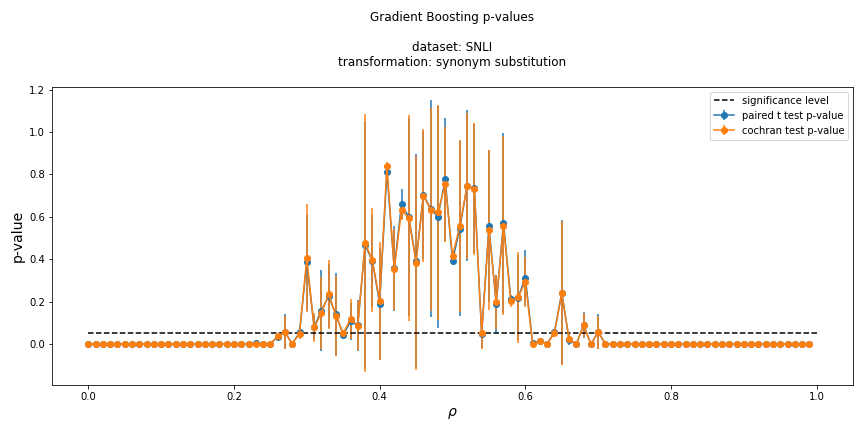 Gradient Boosting p-values
dataset: SNLI
transformation: synonym substitution
1.2
1.0
0.8
0.6
0.4
0.2
0.0
p-value
significance level
paired t test p-value
cochran test p-value
0.0 0.2 0.4 0.6 0.8 1.0
ρ